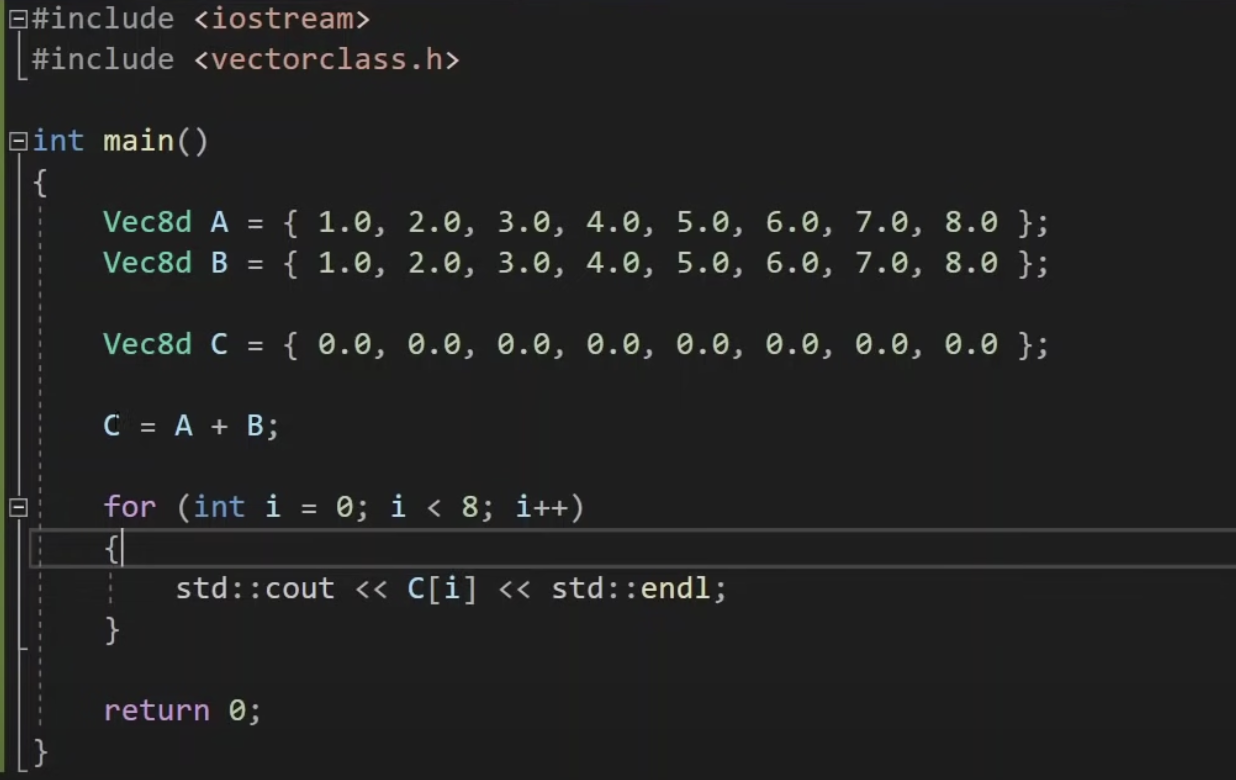 #include <iostream>
#include <vectorclass.h>
int main()
{
Vec8d A = { 1.0, 2.0, 3.0, 4.0, 5.0, 6.0, 7.0, 8.0 };
Vec8d B = { 1.0, 2.0, 3.0, 4.0, 5.0, 6.0, 7.0, 8.0 };
Vec8d C = { 0.0, 0.0, 0.0, 0.0, 0.0, 0.0, 0.0, 0.0 };
C = A + B;
for (int i = 0; i < 8; i++)
{
std::cout << C[i] << std::endl;
}
return 0;
}